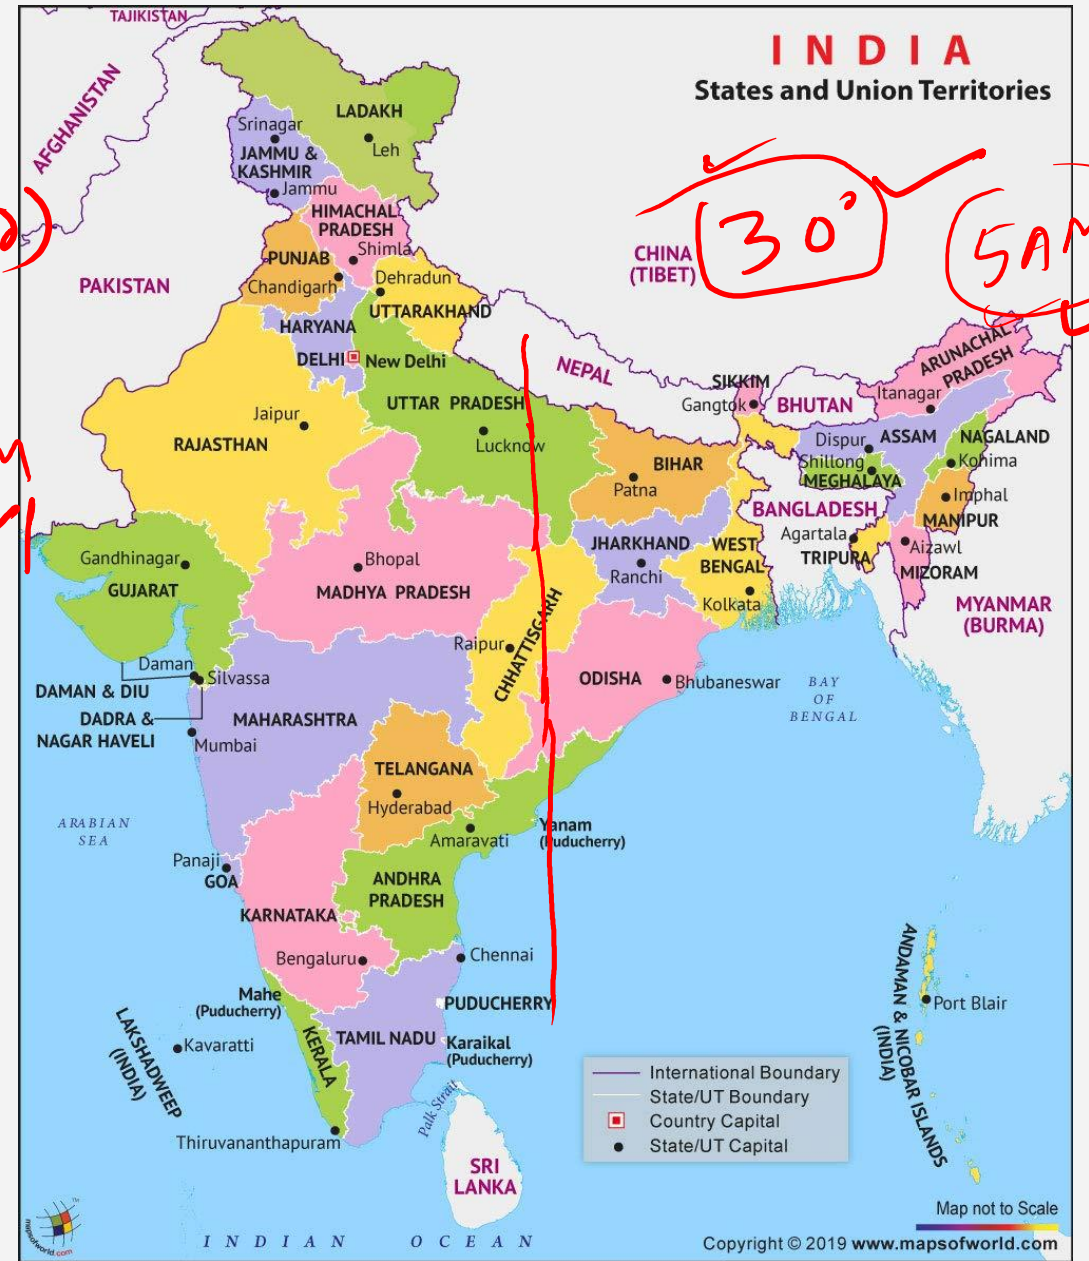 TAJIKISTAN
INDIA
States and Union Territories
AFGHANISTAN
LADAKH
Srinagar
Leh
JAMMU &
KASHMIR
Jammu
HIMACHAL
PRADESH
Shimla
30°
5AM
CHINA
(TIBET)
PUNJAB
Chandigarh
Dehradun
UTTARAKHAND
PAKISTAN
HARYANA
DELHI
New Delhi
NEPAL
ARUNACHAL
PRADESH
Itanagar
SIKKIM
Gangtok
BHUTAN
UTTAR PRADESH
Lucknow
Jaipur
RAJASTHAN
BIHAR
Patna
Dispur
ASSAM
NAGALAND
Kohima
Shillong
MEGHALAYA
Imphal
MANIPUR
BANGLADESH
Agartala
TRIPURA
Aizawl
MIZORAM
MYANMAR
(BURMA)
Gandhinagar
GUJARAT
Bhopal
MADHYA PRADESH
JHARKHAND
Ranchi
WEST
BENGAL
Kolkata
Raipur
CHHATTISGARH
ODISHA
Bhubaneswar
BAY
OF
BENGAL
Daman
Silvassa
DAMAN & DIU
DADRA &
NAGAR HAVELI
MAHARASHTRA
Mumbai
TELANGANA
Hyderabad
ARABIAN
SEA
Amaravati
Yanam
(Puducherry)
Panaji
GOA
ANDHRA
PRADESH
KARNATAKA
Bengaluru
Chennai
Mahe
(Puducherry)
PUDUCHERRY
TAMIL NADU
Karaikal
(Puducherry)
KERALA
LAKSHADWEEP
(INDIA)
Kavaratti
ANDAMAN & NICOBAR ISLANDS
(INDIA)
Port Blair
Thiruvananthapuram
Palk Strait
SRI
LANKA
International Boundary
State/UT Boundary
Country Capital
State/UT Capital
INDIAN OCEAN
Map not to Scale
Copyright © 2019 www.mapsofworld.com
mapsofworld.com